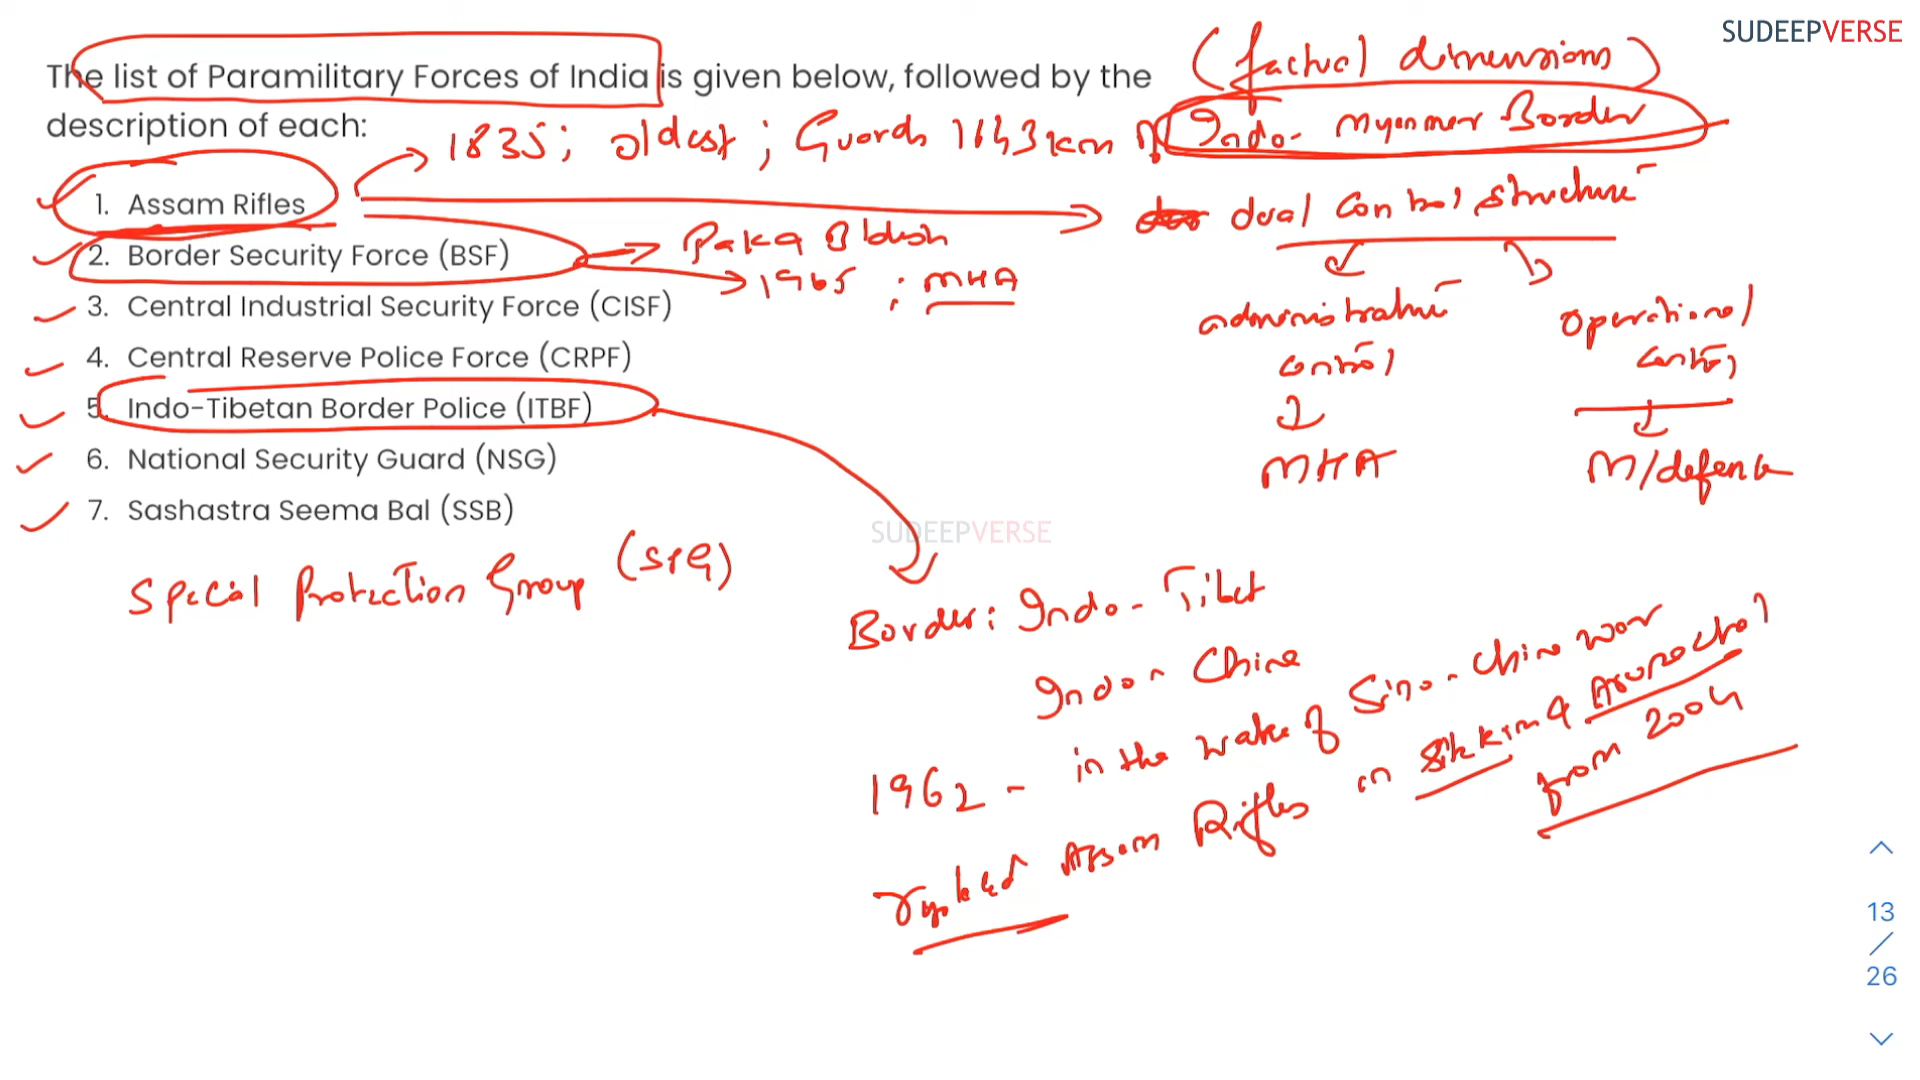 SUDEEPVERSE
The list of Paramilitary Forces of India is given below, followed by the
description of each:
(factual dimensions)
1835; oldest; Guards 1643 km of Indo- Myanmar Border
1. Assam Rifles
dual control structure
2. Border Security Force (BSF)
Pak & B'desh
1965 ; MHA
3. Central Industrial Security Force (CISF)
administrative control
MHA
operational control
M/defence
4. Central Reserve Police Force (CRPF)
5. Indo-Tibetan Border Police (ITBF)
6. National Security Guard (NSG)
7. Sashastra Seema Bal (SSB)
SUDEEPVERSE
Special Protection Group (SPG)
Border: Indo- Tibet
Indo- China
1962 - in the wake of Sino- China war
replaced Assam Rifles in Sikkim & Arunachal
from 2004
13
/
26